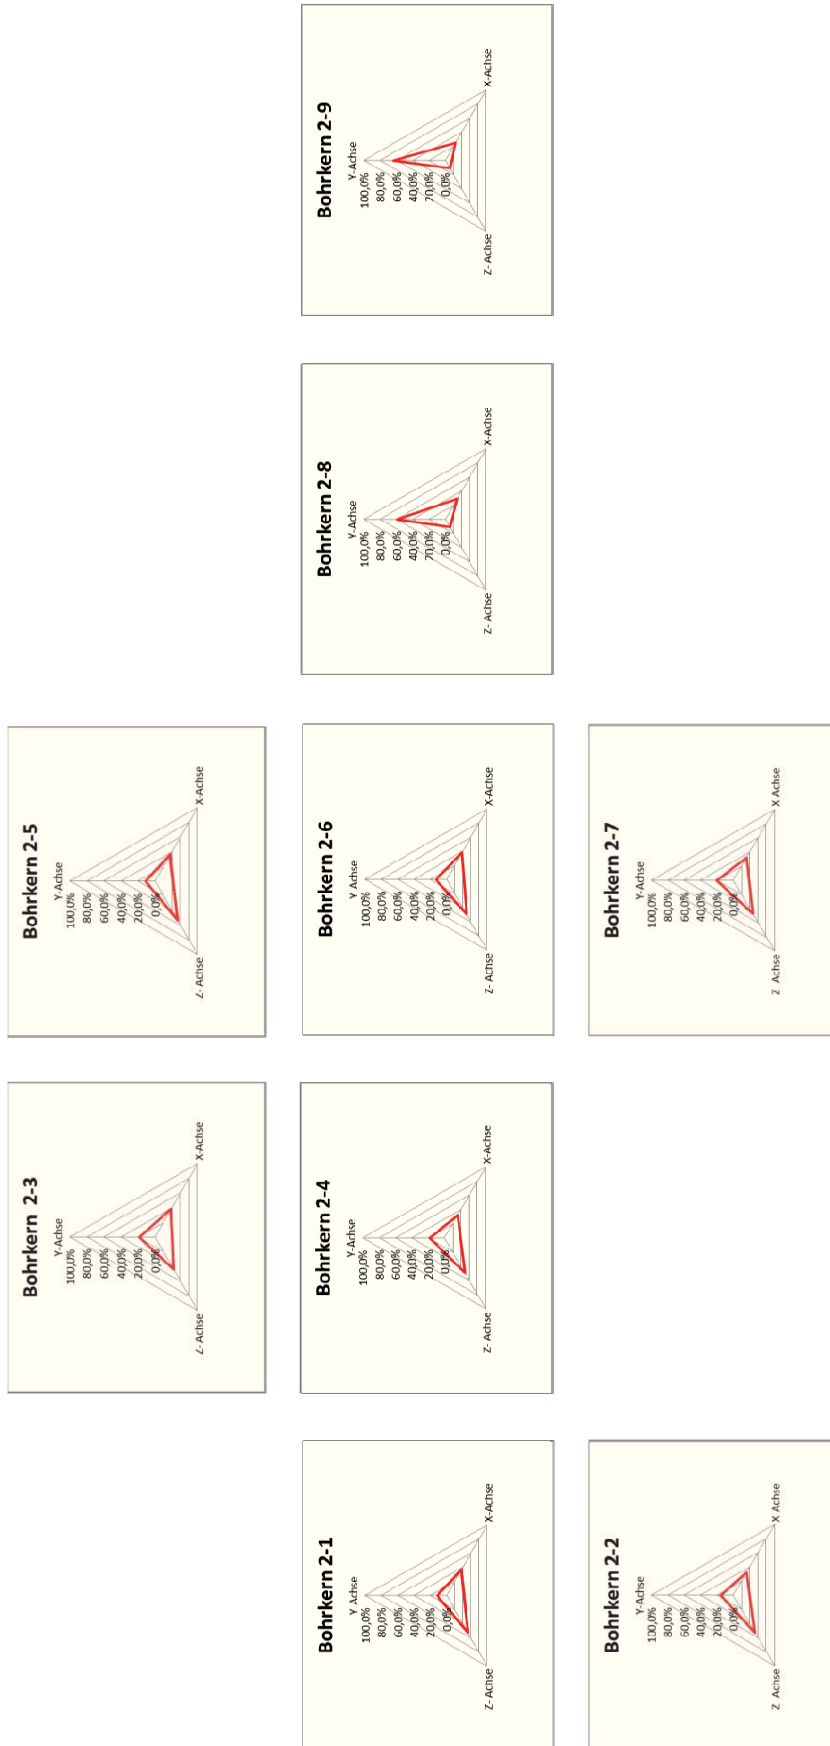 Bohrkern 2-3
Y-Achse
100,0%
80,0%
60,0%
40,0%
20,0%
0,0%
Z- Achse X-Achse
Bohrkern 2-5
Y-Achse
100,0%
80,0%
60,0%
40,0%
20,0%
0,0%
Z- Achse X-Achse
Bohrkern 2-1
Y Achse
100,0%
80,0%
60,0%
40,0%
20,0%
0,0%
Z- Achse X-Achse
Bohrkern 2-4
Y-Achse
100,0%
80,0%
60,0%
40,0%
20,0%
0,0%
Z- Achse X-Achse
Bohrkern 2-6
Y Achse
100,0%
80,0%
60,0%
40,0%
20,0%
0,0%
Z- Achse X-Achse
Bohrkern 2-8
Y-Achse
100,0%
80,0%
60,0%
40,0%
70,0%
0,0%
Z- Achse X-Achse
Bohrkern 2-9
Y-Achse
100,0%
80,0%
60,0%
40,0%
70,0%
0,0%
Z- Achse X-Achse
Bohrkern 2-2
Y-Achse
100,0%
80,0%
60,0%
40,0%
20,0%
0,0%
Z Achse X Achse
Bohrkern 2-7
Y-Achse
100,0%
80,0%
60,0%
40,0%
20,0%
0,0%
Z Achse X Achse